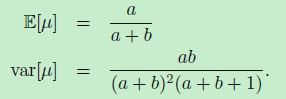 𝔼[μ] = a / (a + b)
var[μ] = ab / ((a + b)²(a + b + 1)).